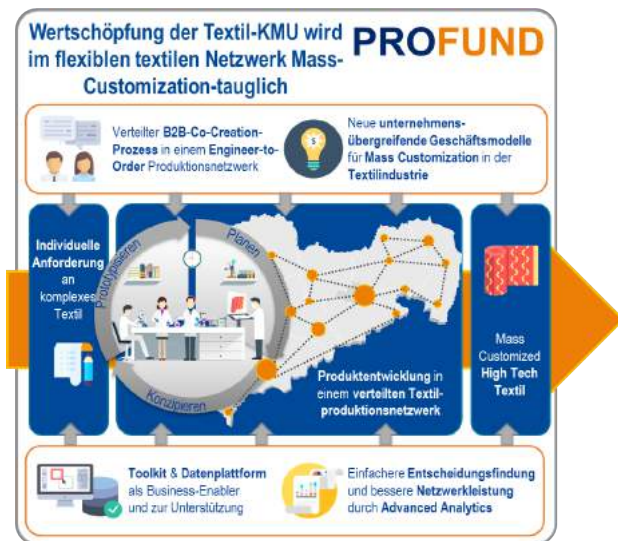 Wertschöpfung der Textil-KMU wird
im flexiblen textilen Netzwerk Mass-
Customization-tauglich
PROFUND
Verteilter B2B-Co-Creation-
Prozess in einem Engineer-to-
Order Produktionsnetzwerk
Neue unternehmens-
übergreifende Geschäftsmodelle
für Mass Customization in der
Textilindustrie
Individuelle
Anforderung
an
komplexes
Textil
Prototypisieren
Planen
Konzipieren
Produktentwicklung in
einem verteilten Textil-
produktionsnetzwerk
Mass
Customized
High Tech
Textil
Toolkit & Datenplattform
als Business-Enabler
und zur Unterstützung
Einfachere Entscheidungsfindung
und bessere Netzwerkleistung
durch Advanced Analytics